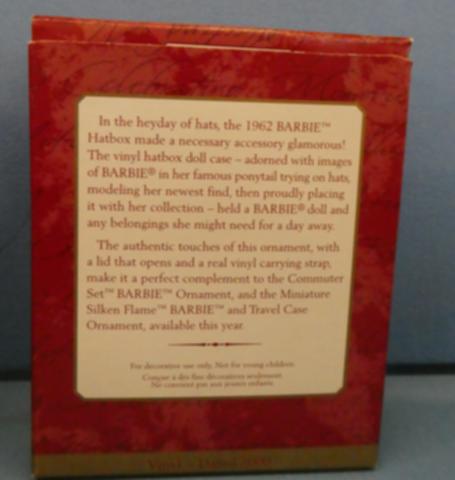 In the heyday of hats, the 1962 BARBIE™
Hatbox made a necessary accessory glamorous!
The vinyl hatbox doll case – adorned with images
of BARBIE® in her famous ponytail trying on hats,
modeling her newest find, then proudly placing
it with her collection – held a BARBIE® doll and
any belongings she might need for a day away.
The authentic touches of this ornament, with
a lid that opens and a real vinyl carrying strap,
make it a perfect complement to the Commuter
Set™ BARBIE™ Ornament, and the Miniature
Silken Flame™ BARBIE™ and Travel Case
Ornament, available this year.
For decorative use only, Not for young children.
Conçue à des fins décoratives seulement.
Ne convient pas aux jeunes enfants.
Vinyl - Dated 2000